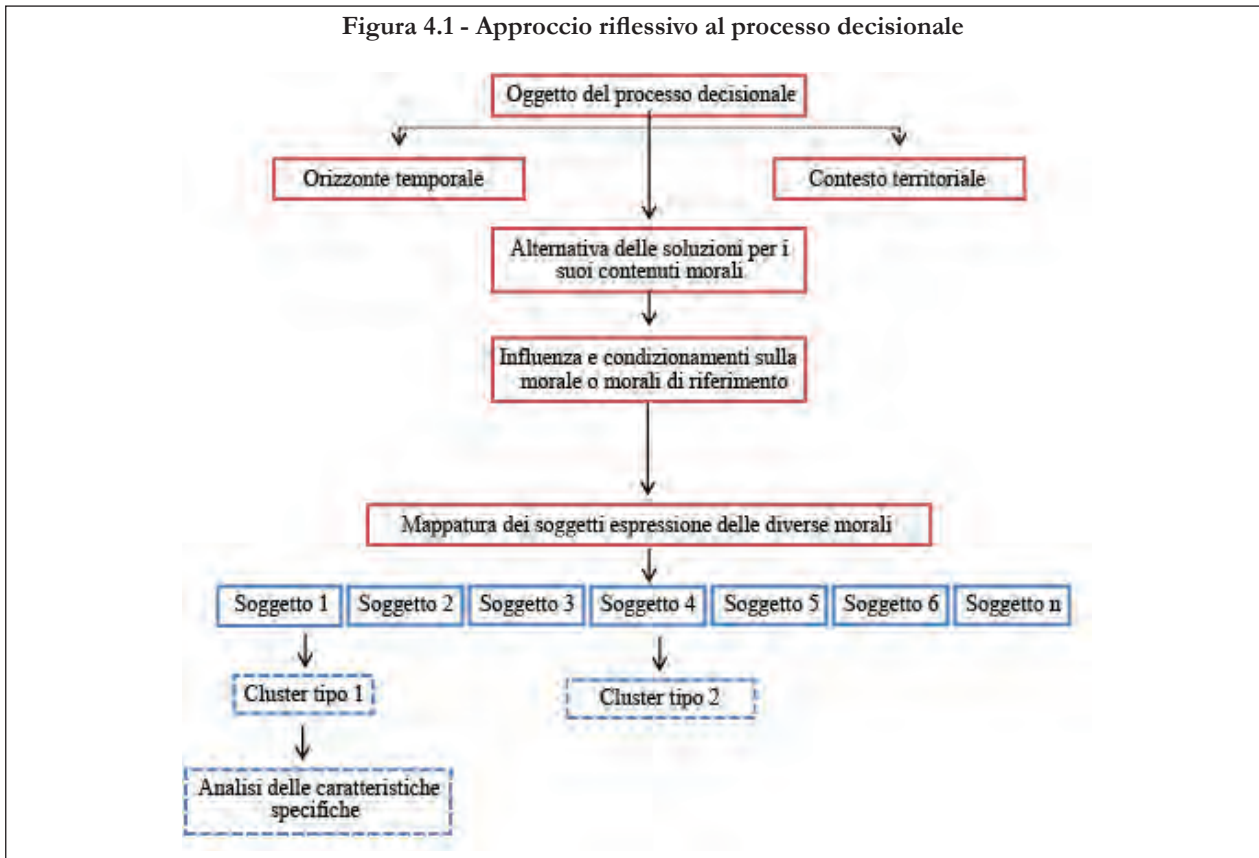 Figura 4.1 - Approccio riflessivo al processo decisionale
Oggetto del processo decisionale
Orizzonte temporale
Contesto territoriale
Alternativa delle soluzioni per i
suoi contenuti morali
Influenza e condizionamenti sulla
morale o morali di riferimento
Mappatura dei soggetti espressione delle diverse morali
Soggetto 1
Soggetto 2
Soggetto 3
Soggetto 4
Soggetto 5
Soggetto 6
Soggetto n
Cluster tipo 1
Cluster tipo 2
Analisi delle caratteristiche
specifiche